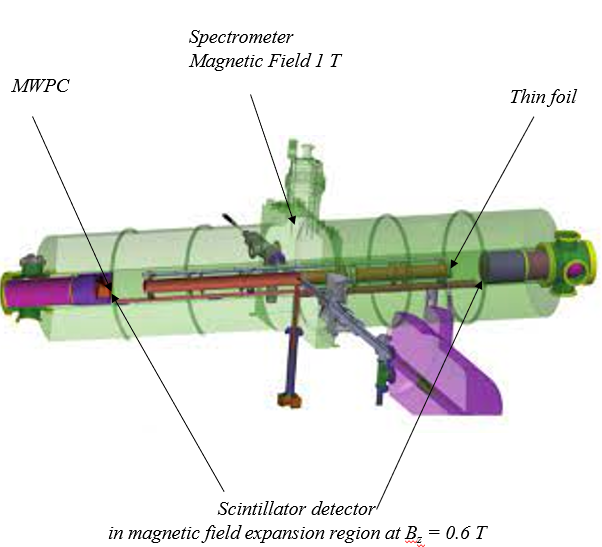 Spectrometer
Magnetic Field 1 T
MWPC
Thin foil
Scintillator detector
in magnetic field expansion region at Bz = 0.6 T